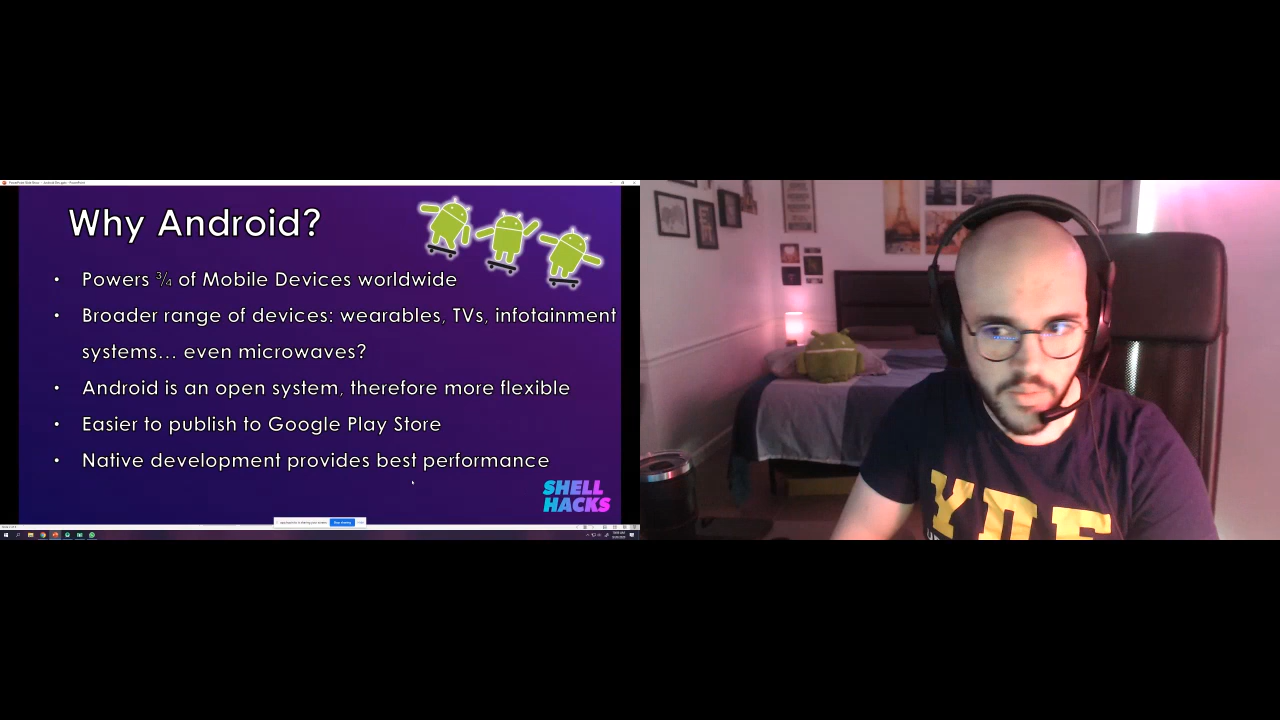 Why Android?
• Powers ¾ of Mobile Devices worldwide
• Broader range of devices: wearables, TVs, infotainment
systems... even microwaves?
• Android is an open system, therefore more flexible
• Easier to publish to Google Play Store
• Native development provides best performance
SHELL
HACKS
Stop sharing